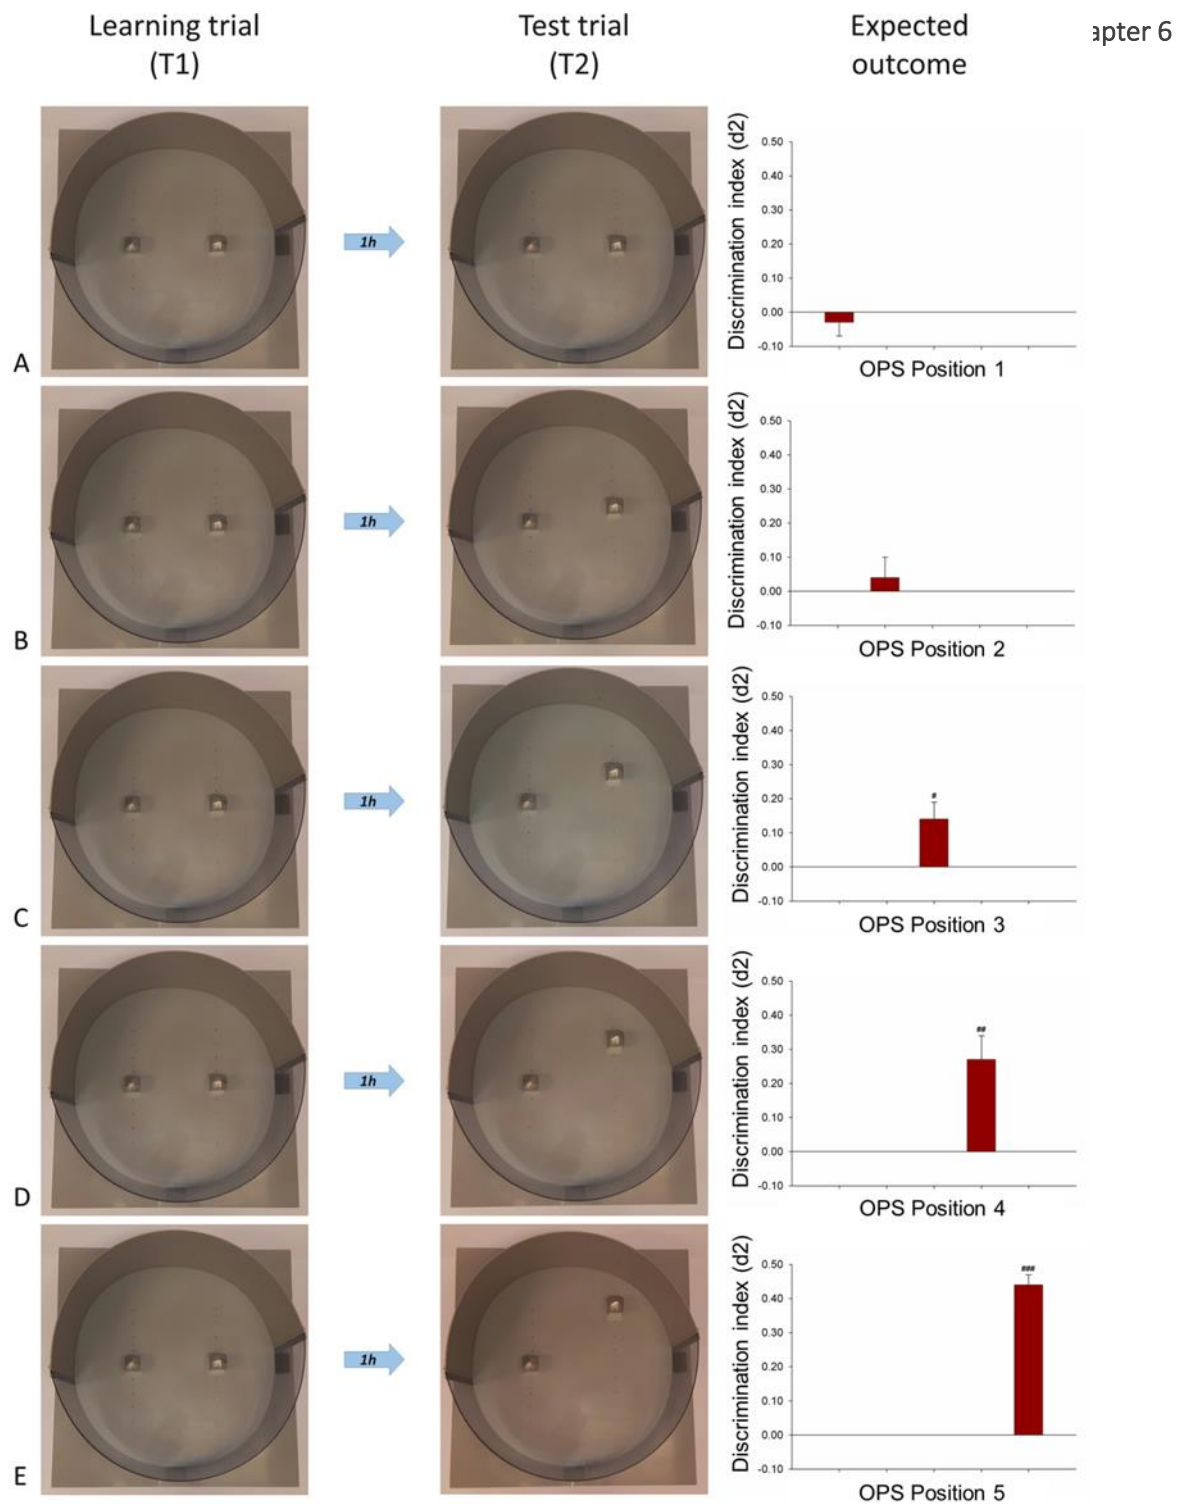 Learning trial
(T1)
Test trial
(T2)
Expected
outcome
apter 6
A
1h
Discrimination index (d2)
0.50
0.40
0.30
0.20
0.10
0.00
-0.10
OPS Position 1
B
1h
Discrimination index (d2)
0.50
0.40
0.30
0.20
0.10
0.00
-0.10
OPS Position 2
C
1h
Discrimination index (d2)
0.50
0.40
0.30
0.20
0.10
0.00
-0.10
#
OPS Position 3
D
1h
Discrimination index (d2)
0.50
0.40
0.30
0.20
0.10
0.00
-0.10
##
OPS Position 4
E
1h
Discrimination index (d2)
0.50
0.40
0.30
0.20
0.10
0.00
-0.10
###
OPS Position 5